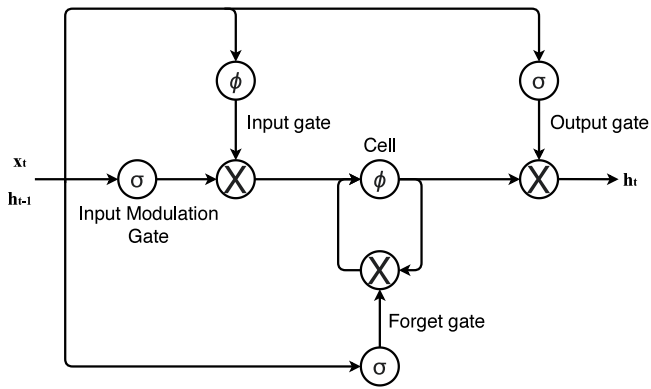 ϕ
σ
Input gate
Output gate
Cell
xₜ
hₜ₋₁
σ
X
ϕ
X
hₜ
Input Modulation
Gate
X
Forget gate
σ